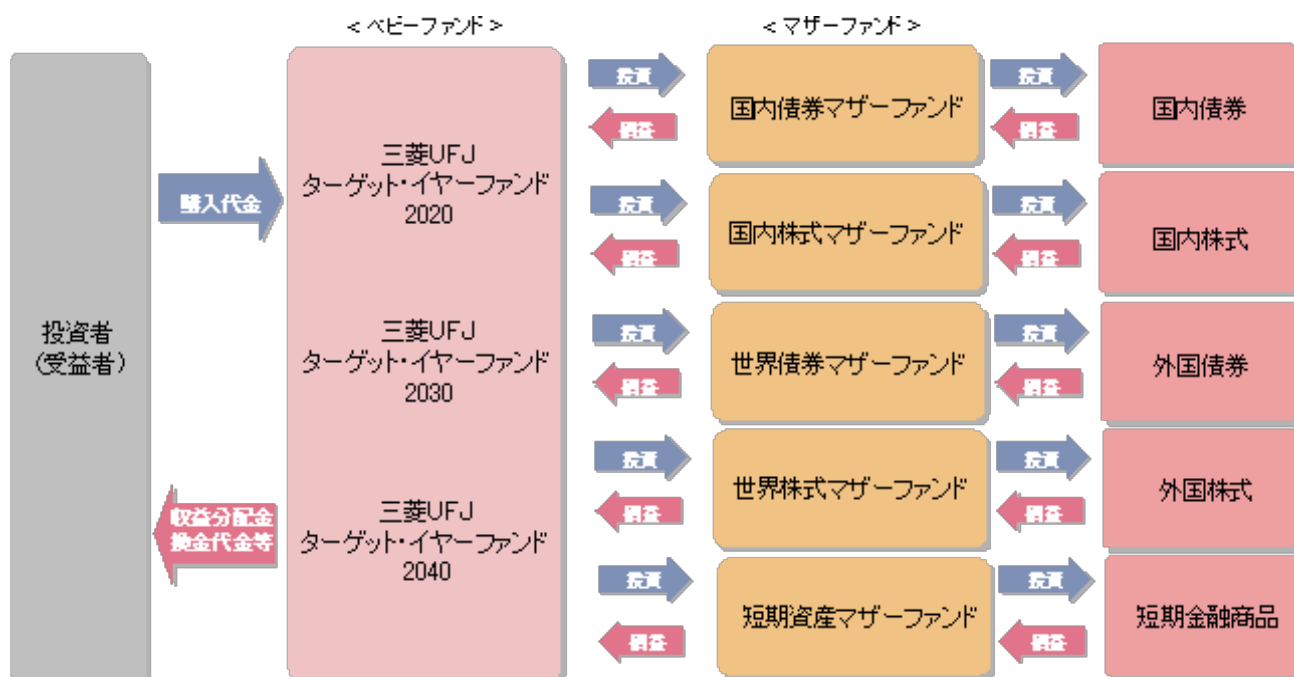 ＜ベビーファンド＞
＜マザーファンド＞
投資者
（受益者）
購入代金
収益分配金
換金代金等
三菱UFJ
ターゲット・イヤーファンド
2020
三菱UFJ
ターゲット・イヤーファンド
2030
三菱UFJ
ターゲット・イヤーファンド
2040
投資
損益
国内債券マザーファンド
投資
損益
国内債券
投資
損益
国内株式マザーファンド
投資
損益
国内株式
投資
損益
世界債券マザーファンド
投資
損益
外国債券
投資
損益
世界株式マザーファンド
投資
損益
外国株式
投資
損益
短期資産マザーファンド
投資
損益
短期金融商品